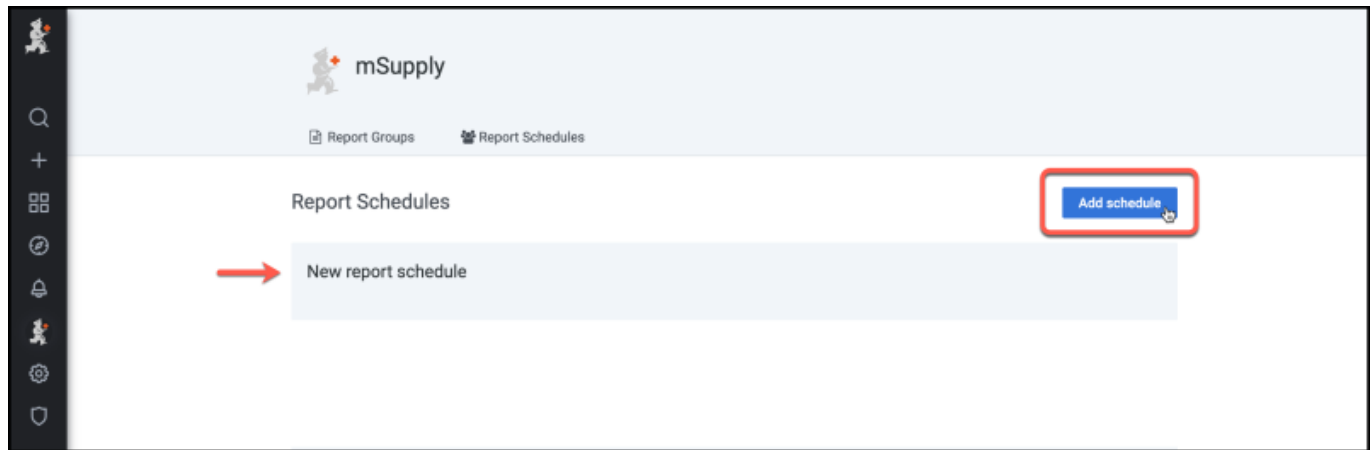 mSupply
Report Groups Report Schedules
Report Schedules
Add schedule
New report schedule